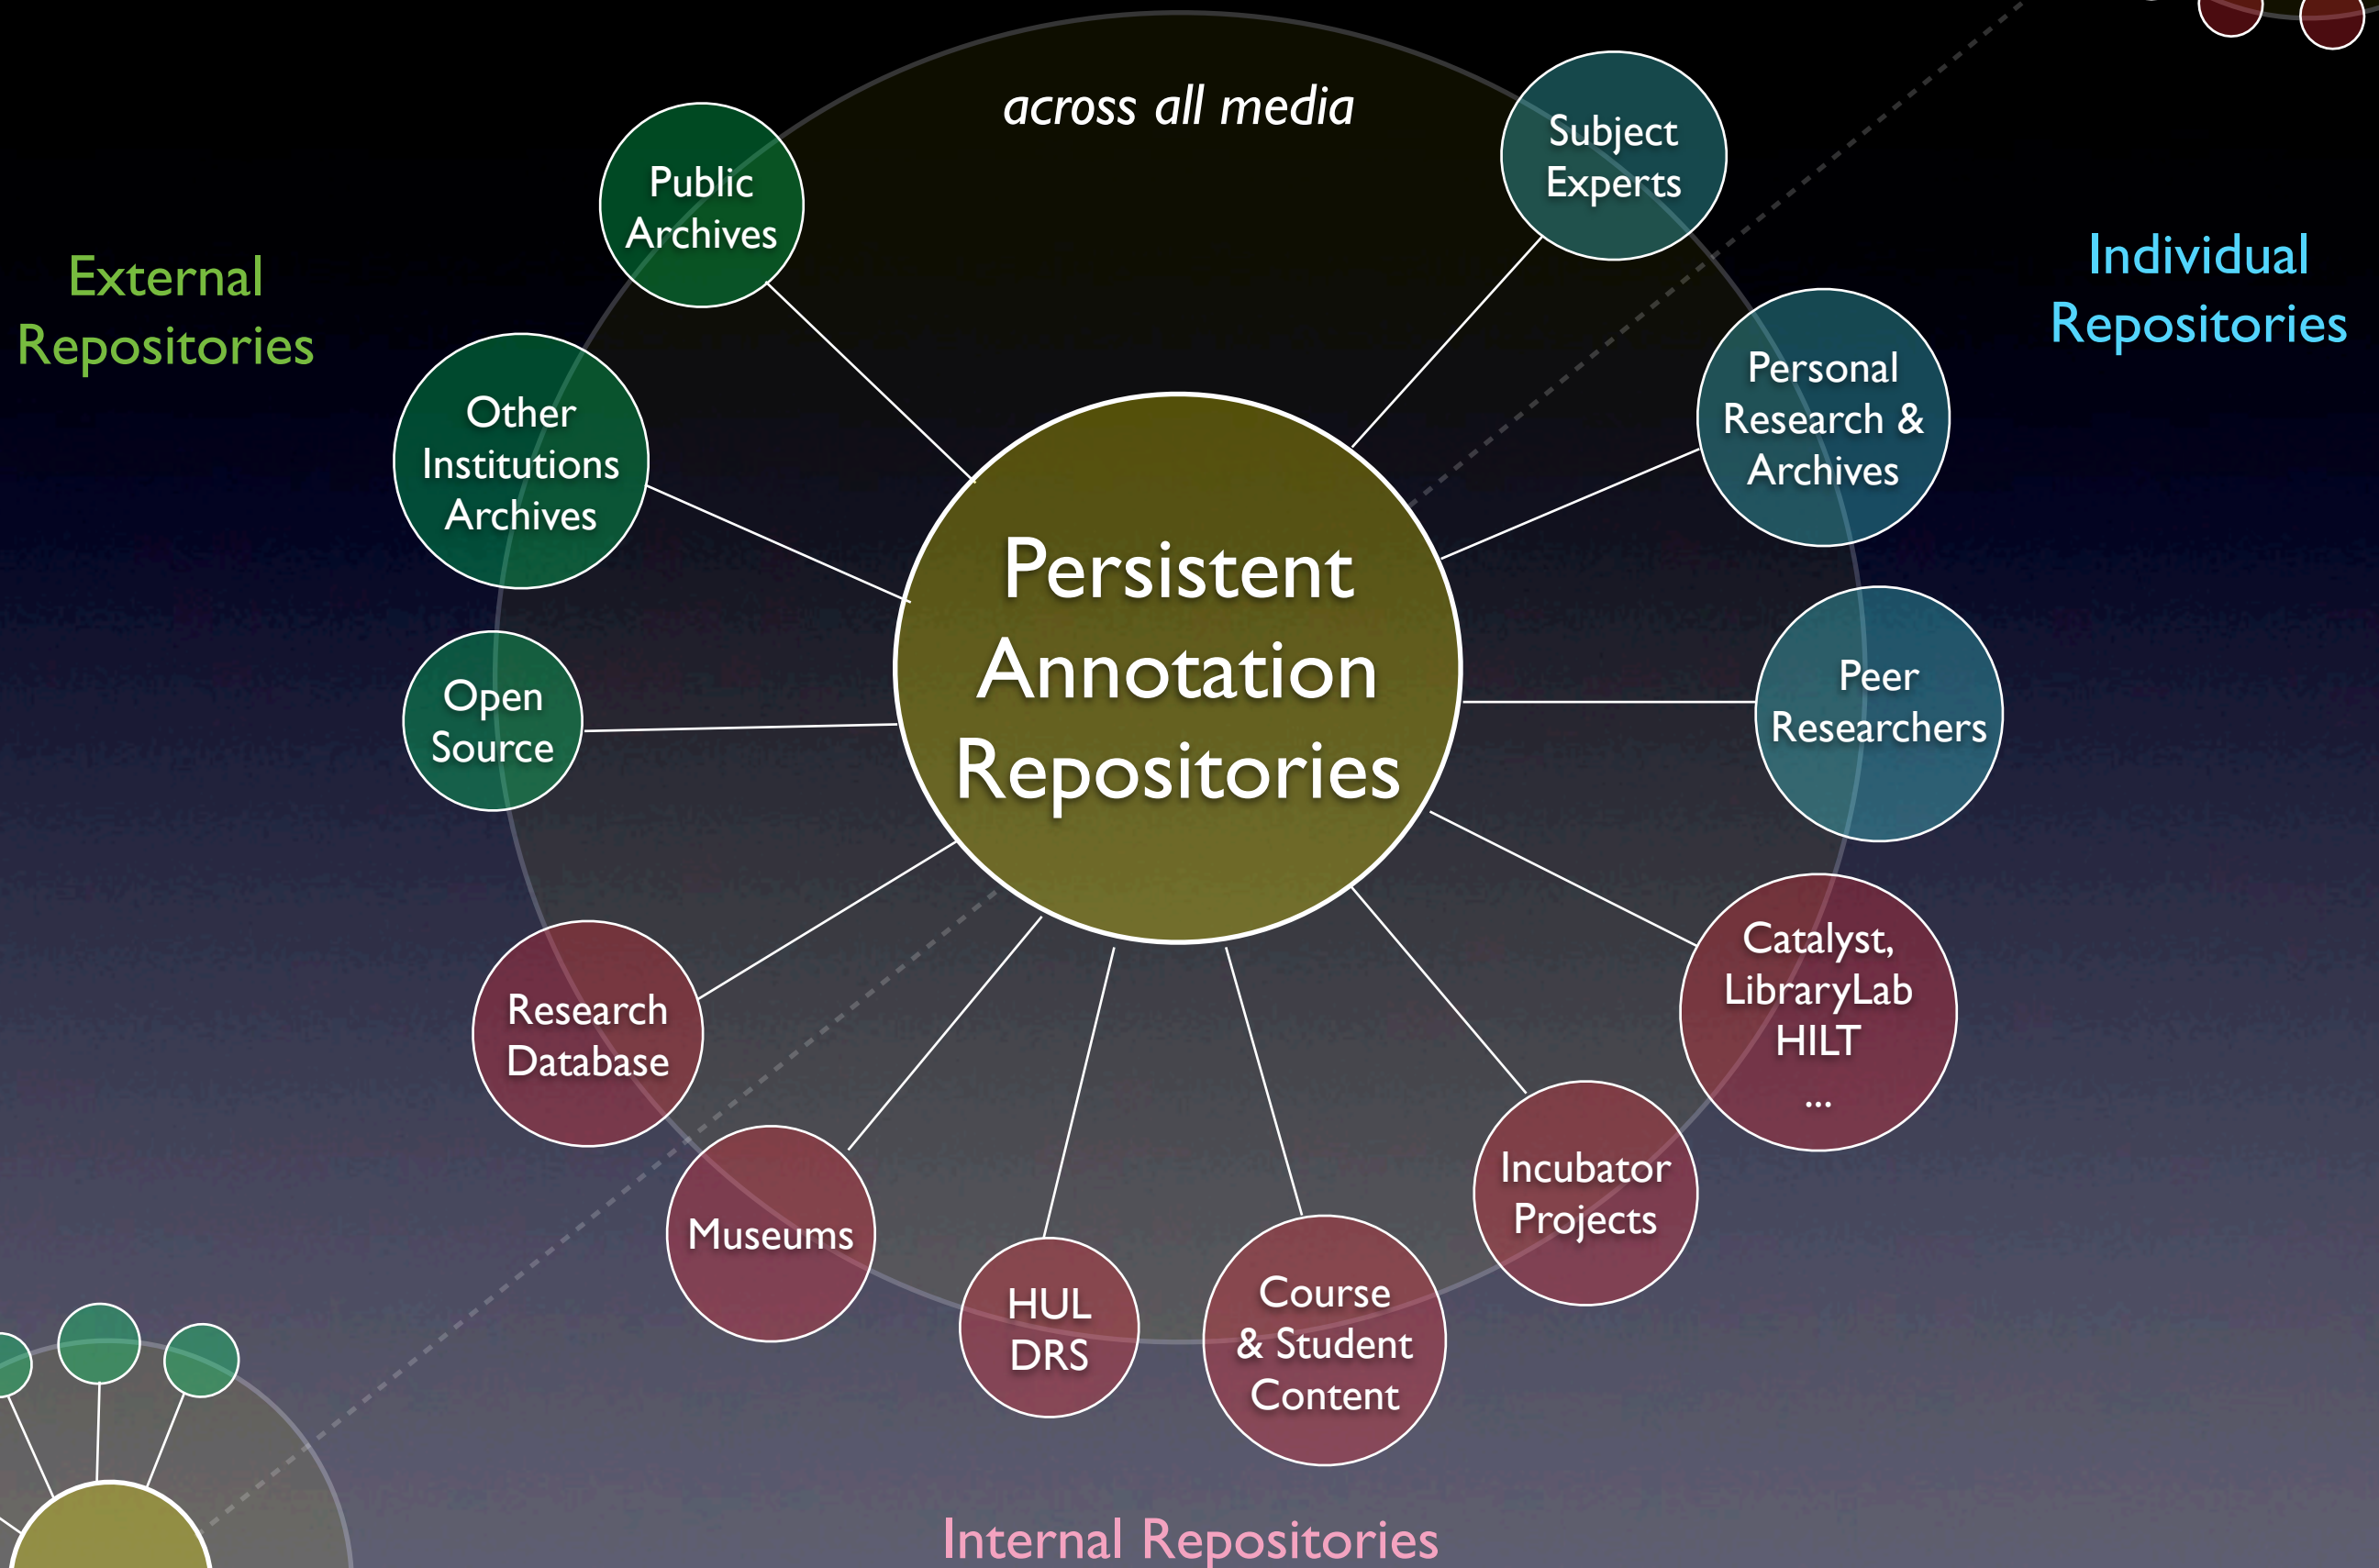 across all media
Subject
Experts
Public
Archives
External
Repositories
Individual
Repositories
Other
Institutions
Archives
Personal
Research &
Archives
Persistent
Annotation
Repositories
Open
Source
Peer
Researchers
Catalyst,
LibraryLab
HILT
...
Research
Database
Museums
Incubator
Projects
HUL
DRS
Course
& Student
Content
Internal Repositories